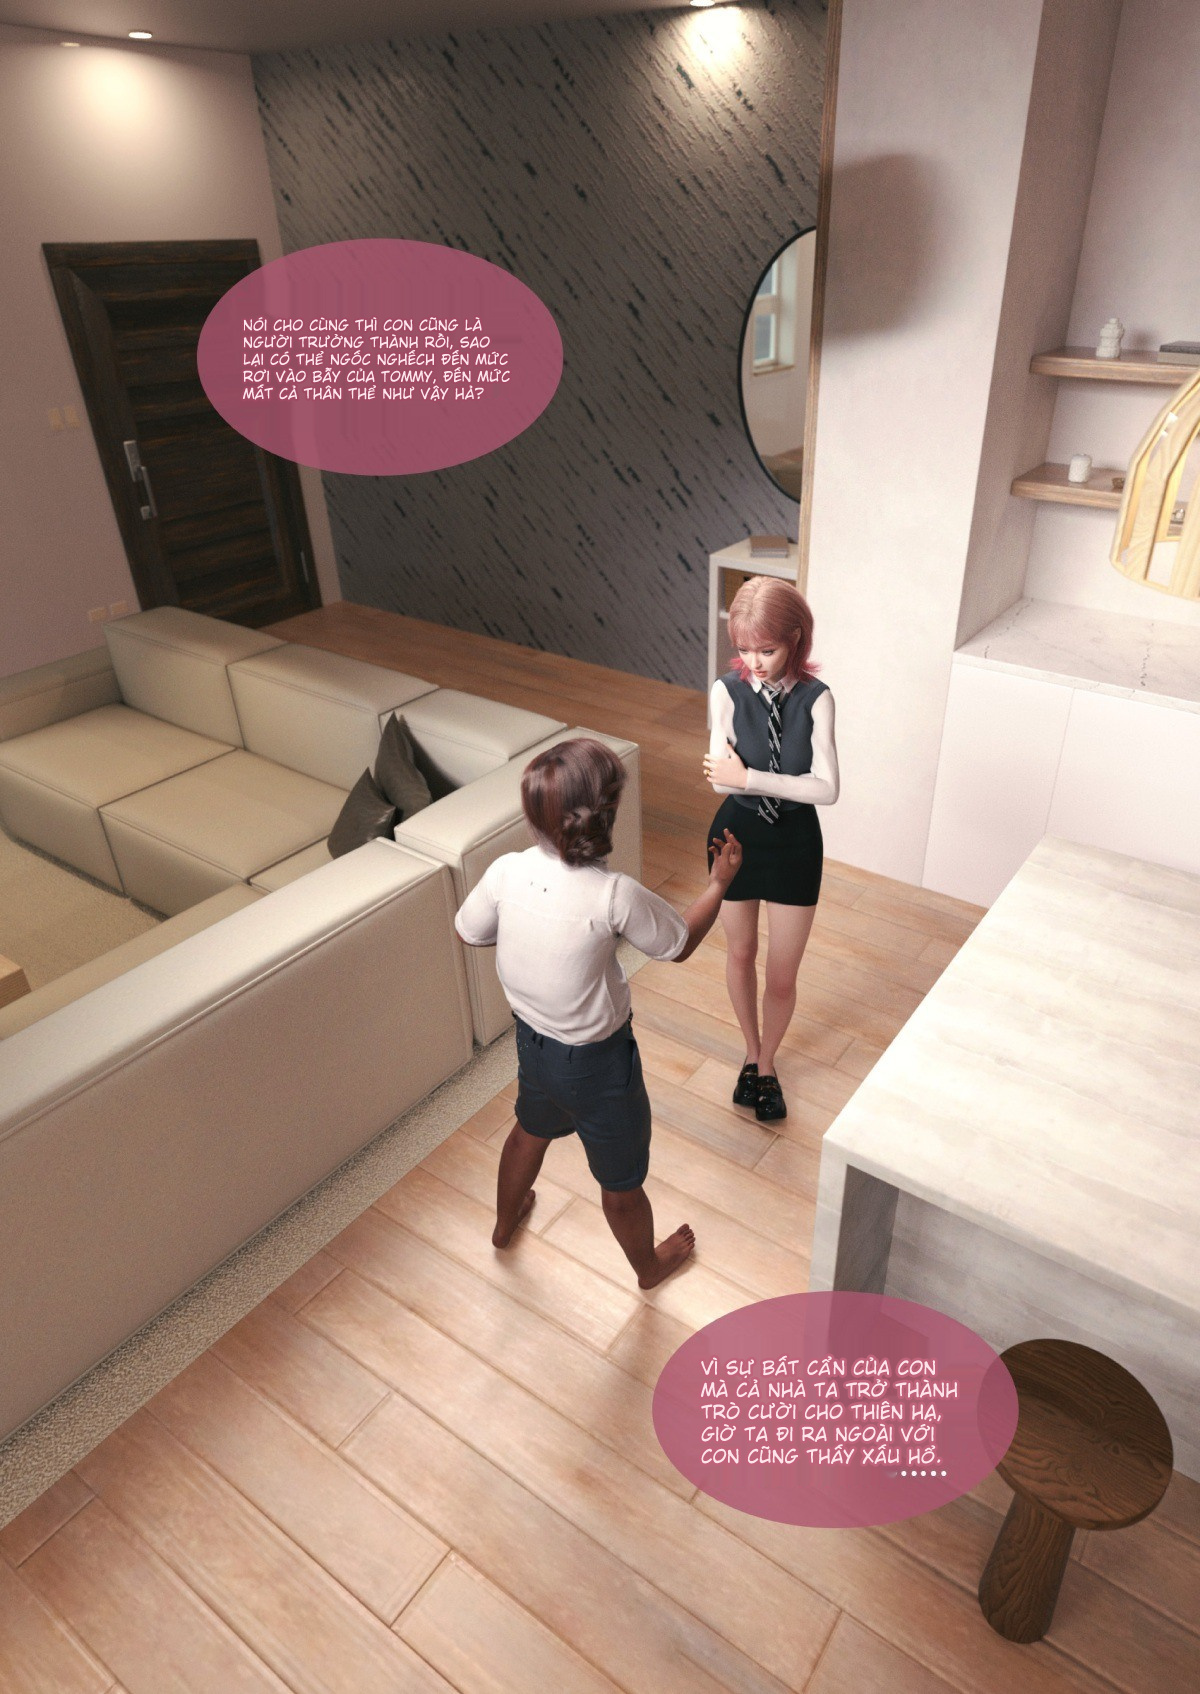 NÓI CHO CÙNG THÌ CON CŨNG LÀ
NGƯỜI TRƯỞNG THÀNH RỒI, SAO
LẠI CÓ THỂ NGỐC NGHẾCH ĐẾN MỨC
RƠI VÀO BẪY CỦA TOMMY, ĐẾN MỨC
MẤT CẢ THÂN THỂ NHƯ VẬY HẢ?
VÌ SỰ BẤT CẨN CỦA CON
MÀ CẢ NHÀ TA TRỞ THÀNH
TRÒ CƯỜI CHO THIÊN HẠ,
GIỜ TA ĐI RA NGOÀI VỚI
CON CŨNG THẤY XẤU HỔ.
.....